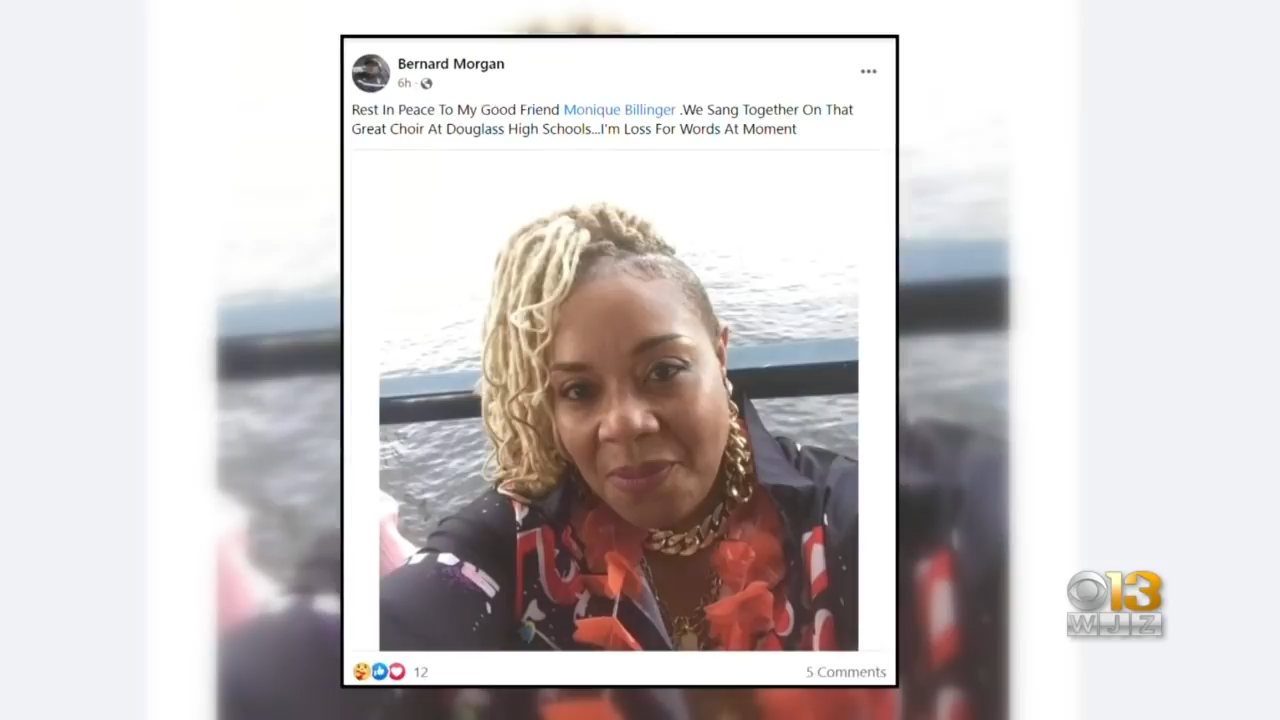 Bernard Morgan
6h ·
Rest In Peace To My Good Friend Monique Billinger .We Sang Together On That
Great Choir At Douglass High Schools...I'm Loss For Words At Moment
12
5 Comments
13
WJZ